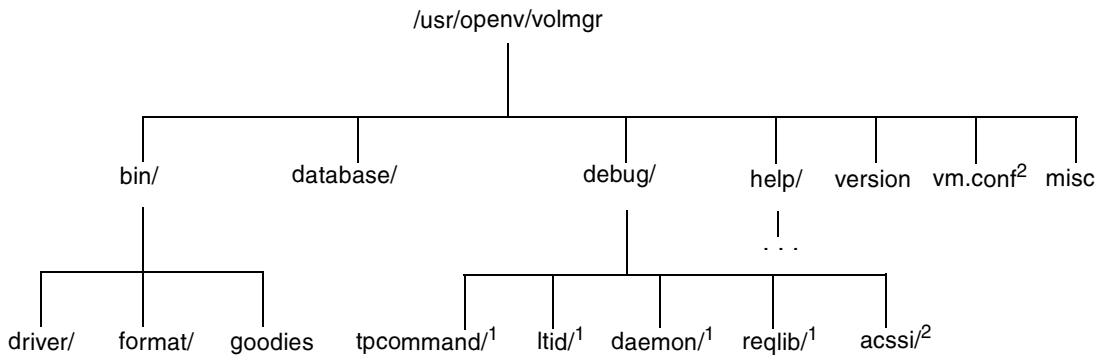 /usr/openv/volmgr
bin/ database/ debug/ help/ version vm.conf² misc
. . .
driver/ format/ goodies tpcommand/¹ ltid/¹ daemon/¹ reqlib/¹ acssi/²